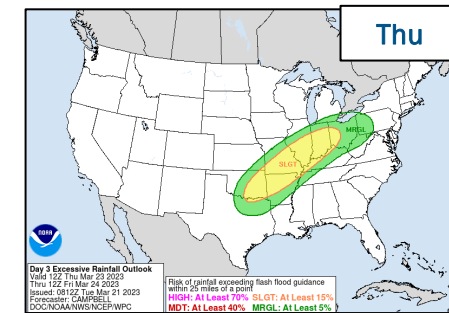 Thu
MRGL
SLGT
NOAA
Day 3 Excessive Rainfall Outlook
Valid 12Z Thu Mar 23 2023
Thru 12Z Fri Mar 24 2023
Issued: 0812Z Tue Mar 21 2023
Forecaster: CAMPBELL
DOC/NOAA/NWS/NCEP/WPC
Risk of rainfall exceeding flash flood guidance
within 25 miles of a point
HIGH: At Least 70% SLGT: At Least 15%
MDT: At Least 40% MRGL: At Least 5%